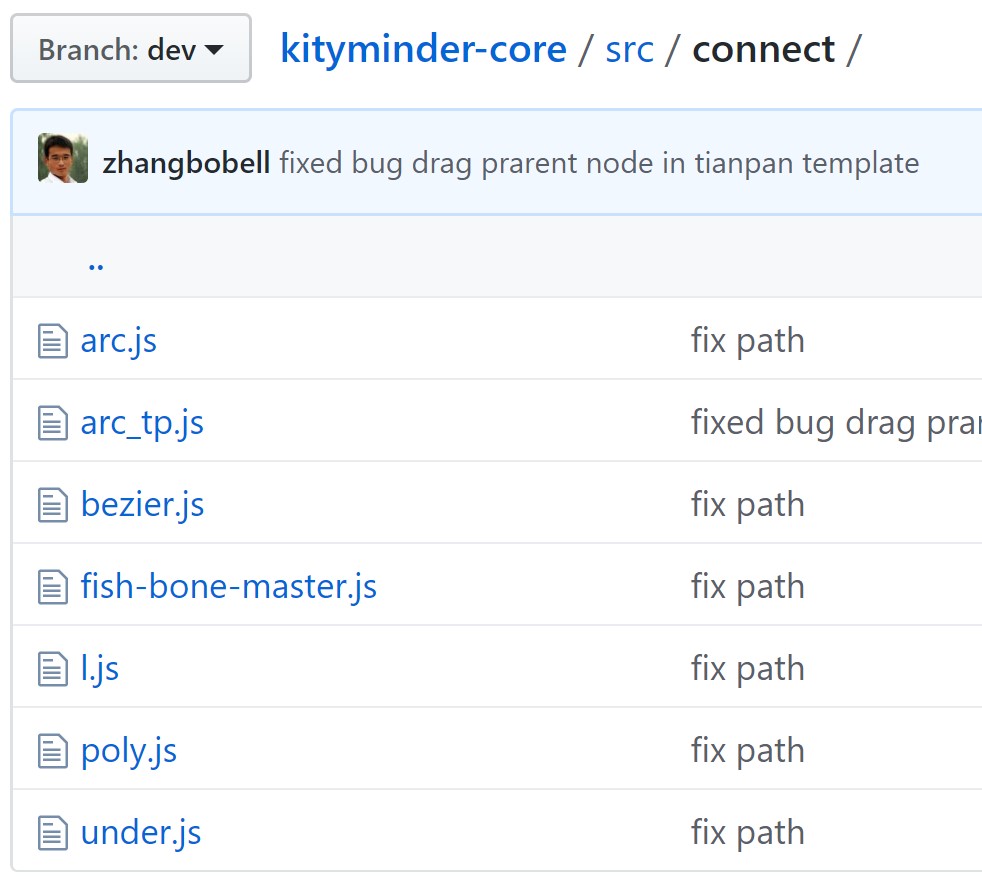 Branch: dev kityminder-core / src / connect /
zhangbobell fixed bug drag prarent node in tianpan template
..
arc.js fix path
arc_tp.js fixed bug drag prar
bezier.js fix path
fish-bone-master.js fix path
l.js fix path
poly.js fix path
under.js fix path